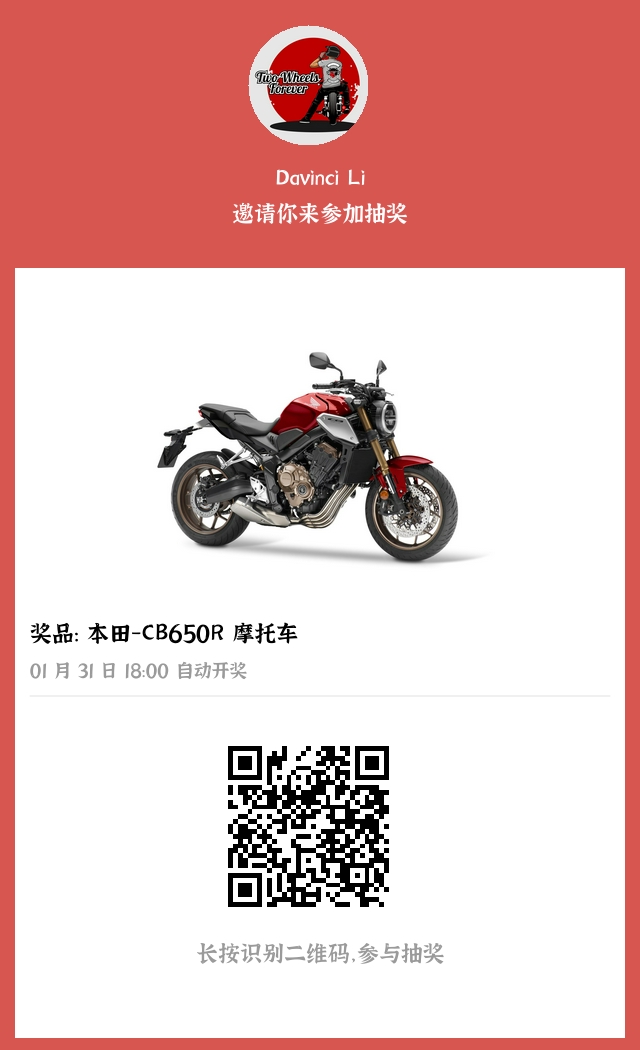 Two Wheels
Forever
Davinci Li
邀请你来参加抽奖
奖品: 本田-CB650R 摩托车
01 月 31 日 18:00 自动开奖
长按识别二维码,参与抽奖